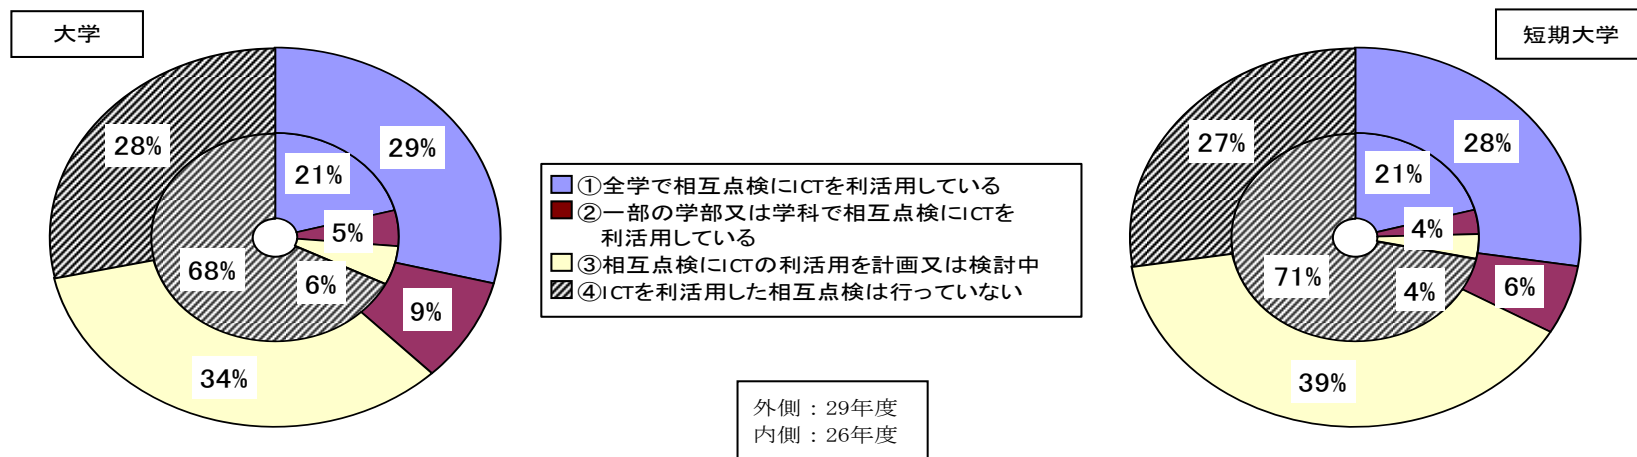 大学
短期大学
28%
29%
21%
5%
68%
6%
9%
34%
①全学で相互点検にICTを利活用している
②一部の学部又は学科で相互点検にICTを
利活用している
③相互点検にICTの利活用を計画又は検討中
④ICTを利活用した相互点検は行っていない
27%
28%
21%
4%
71%
4%
6%
39%
外側：29年度
内側：26年度